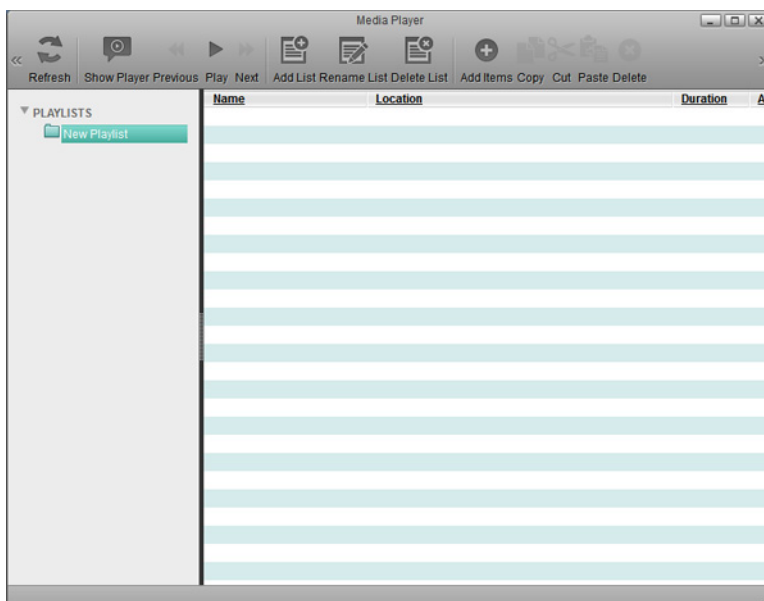 Media Player
Refresh Show Player Previous Play Next Add List Rename List Delete List Add Items Copy Cut Paste Delete
Name Location Duration A
PLAYLISTS
New Playlist